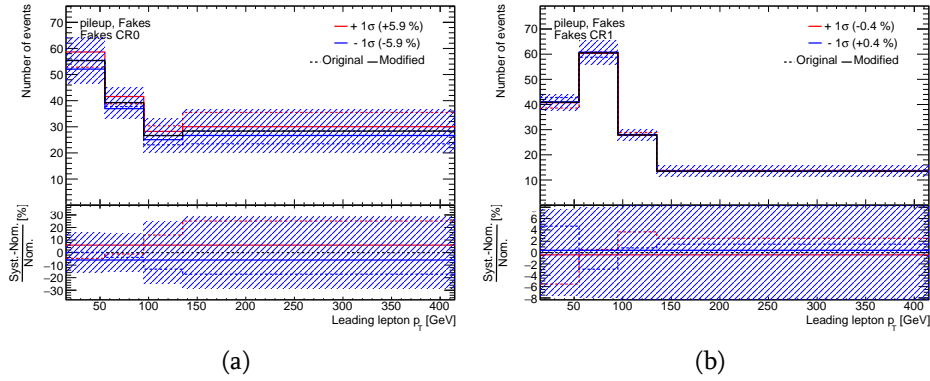 Number of events
70
60
50
40
30
20
10
pileup, Fakes
Fakes CR0
+ 1σ (+5.9 %)
- 1σ (-5.9 %)
Original Modified
Syst.-Nom. [%]
Nom.
30
20
10
0
−10
−20
−30
50 100 150 200 250 300 350 400
Leading lepton p_T [GeV]
(a)
Number of events
70
60
50
40
30
20
10
pileup, Fakes
Fakes CR1
+ 1σ (-0.4 %)
- 1σ (+0.4 %)
Original Modified
Syst.-Nom. [%]
Nom.
6
4
2
0
2
4
6
8
50 100 150 200 250 300 350 400
Leading lepton p_T [GeV]
(b)